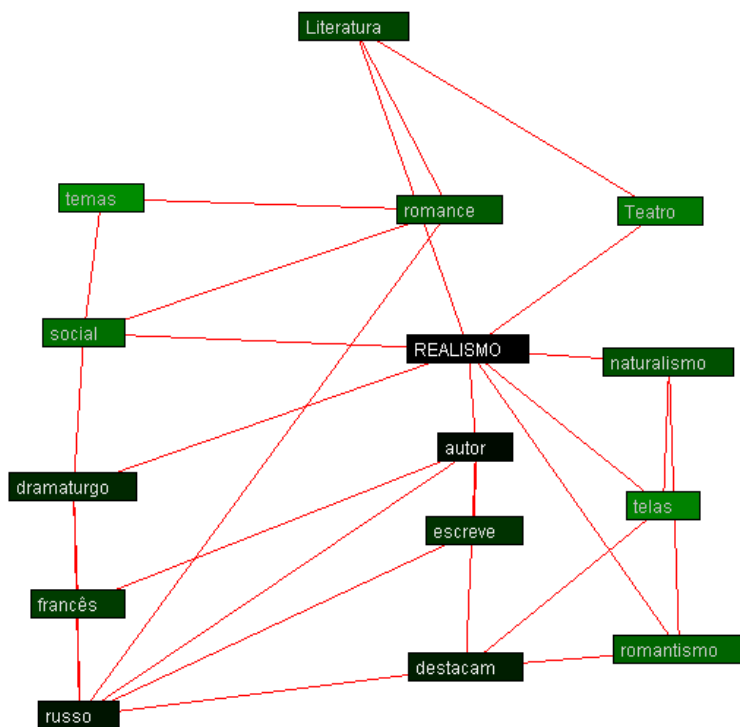 Literatura
temas
romance
Teatro
social
REALISMO
naturalismo
autor
dramaturgo
telas
escreve
francês
romantismo
destacam
russo